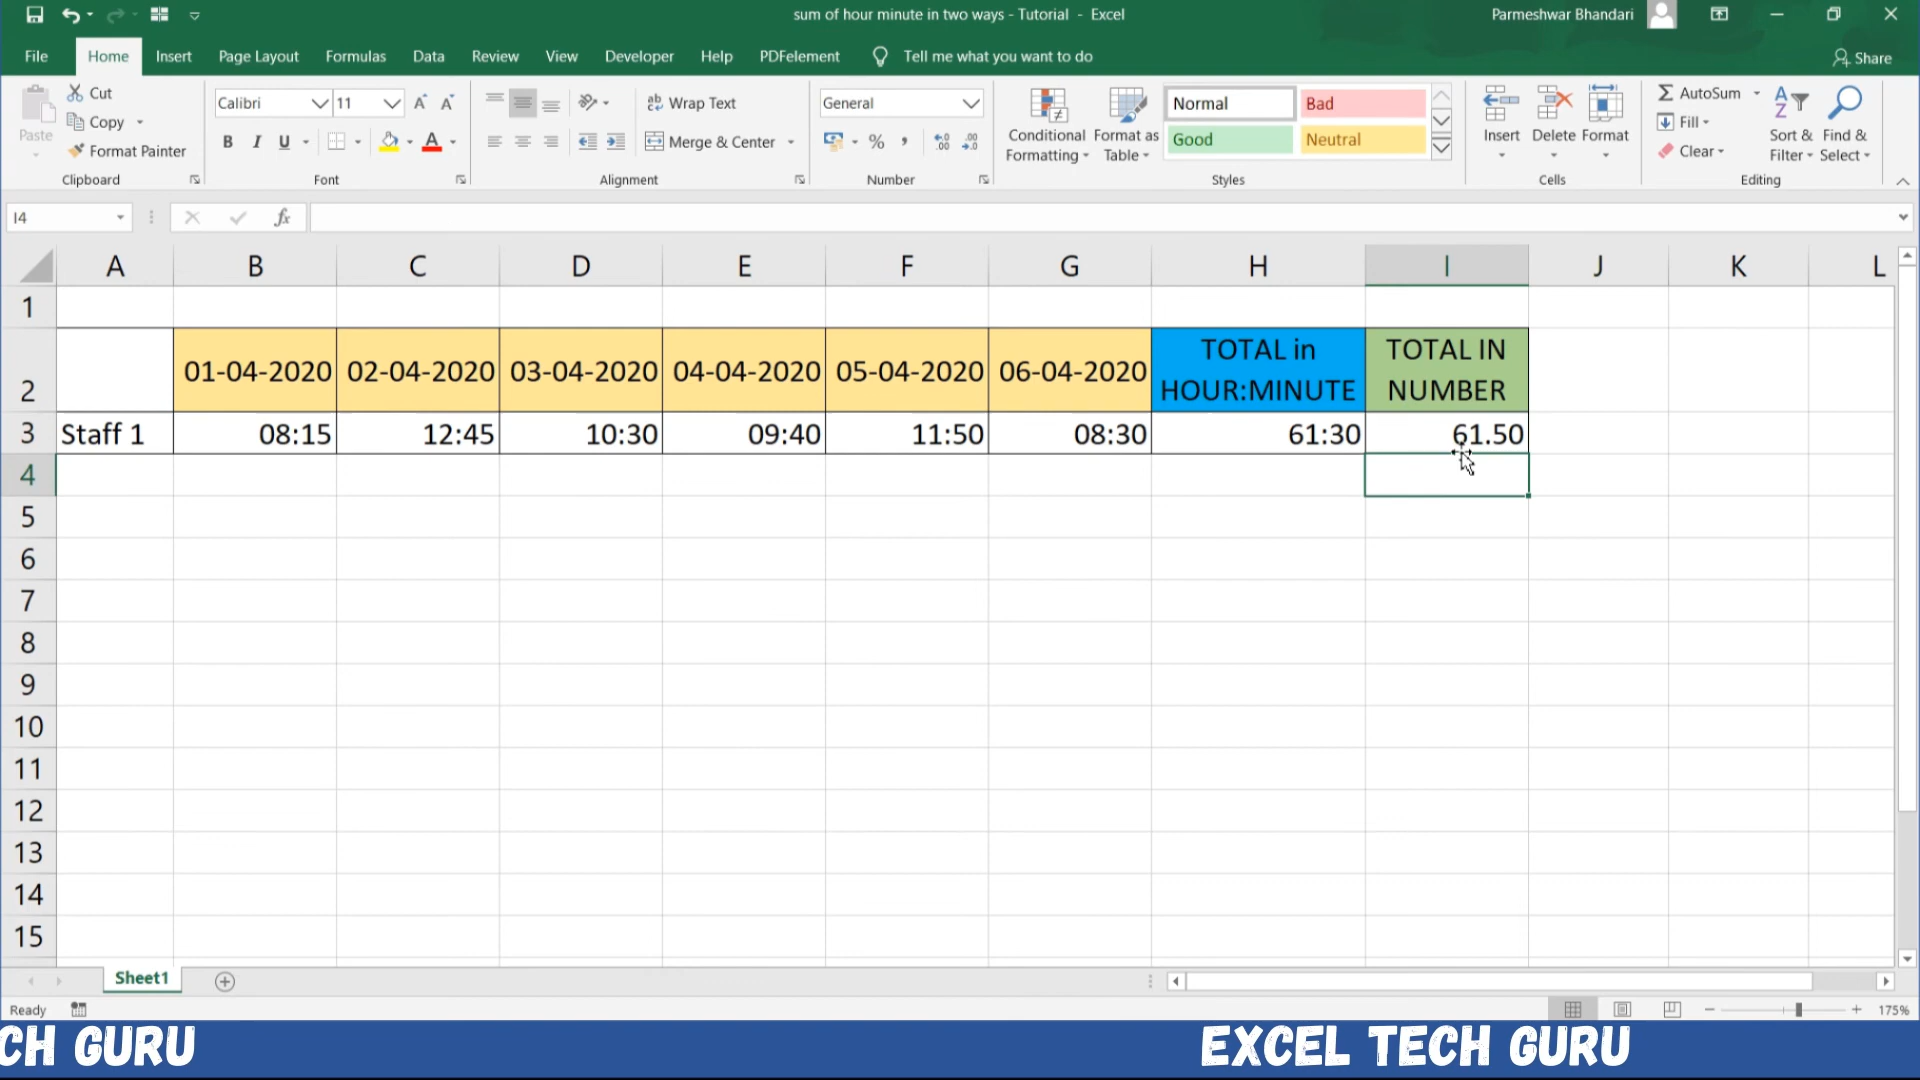 sum of hour minute in two ways - Tutorial - Excel
Parmeshwar Bhandari
File Home Insert Page Layout Formulas Data Review View Developer Help PDFelement Tell me what you want to do Share
Paste
Cut
Copy
Format Painter
Clipboard
Calibri 11
B I U
Font
Wrap Text
Merge & Center
Alignment
General
%
Number
Conditional Formatting
Format as Table
Normal Bad
Good Neutral
Styles
Insert Delete Format
Cells
AutoSum
Fill
Clear
Sort & Filter
Find & Select
Editing
I4
fx
A B C D E F G H I J K L
1
2 01-04-2020 02-04-2020 03-04-2020 04-04-2020 05-04-2020 06-04-2020 TOTAL in HOUR:MINUTE TOTAL IN NUMBER
3 Staff 1 08:15 12:45 10:30 09:40 11:50 08:30 61:30 61.50
4
5
6
7
8
9
10
11
12
13
14
15
Sheet1
Ready
175%
CH GURU EXCEL TECH GURU